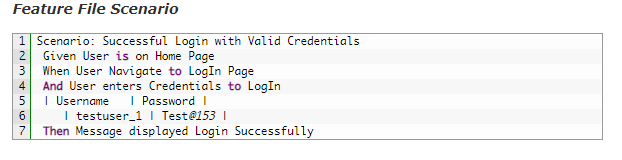 Feature File Scenario
1 Scenario: Successful Login with Valid Credentials
2 Given User is on Home Page
3 When User Navigate to LogIn Page
4 And User enters Credentials to LogIn
5 | Username | Password |
6 | testuser_1 | Test@153 |
7 Then Message displayed Login Successfully